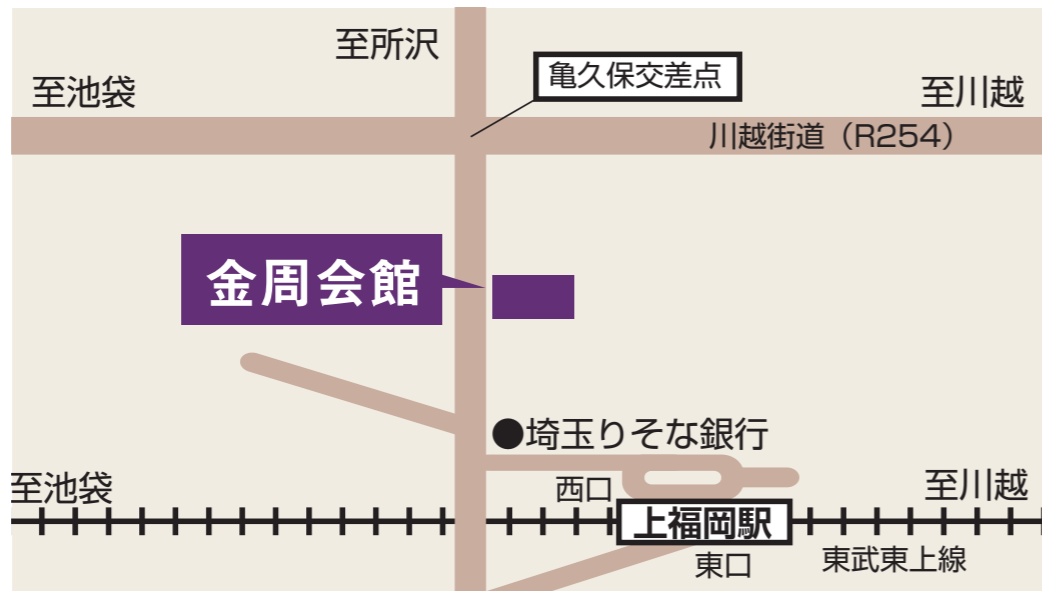 至所沢
亀久保交差点
至池袋
至川越
川越街道（R254）
金周会館
●埼玉りそな銀行
至池袋
西口
至川越
上福岡駅
東口
東武東上線